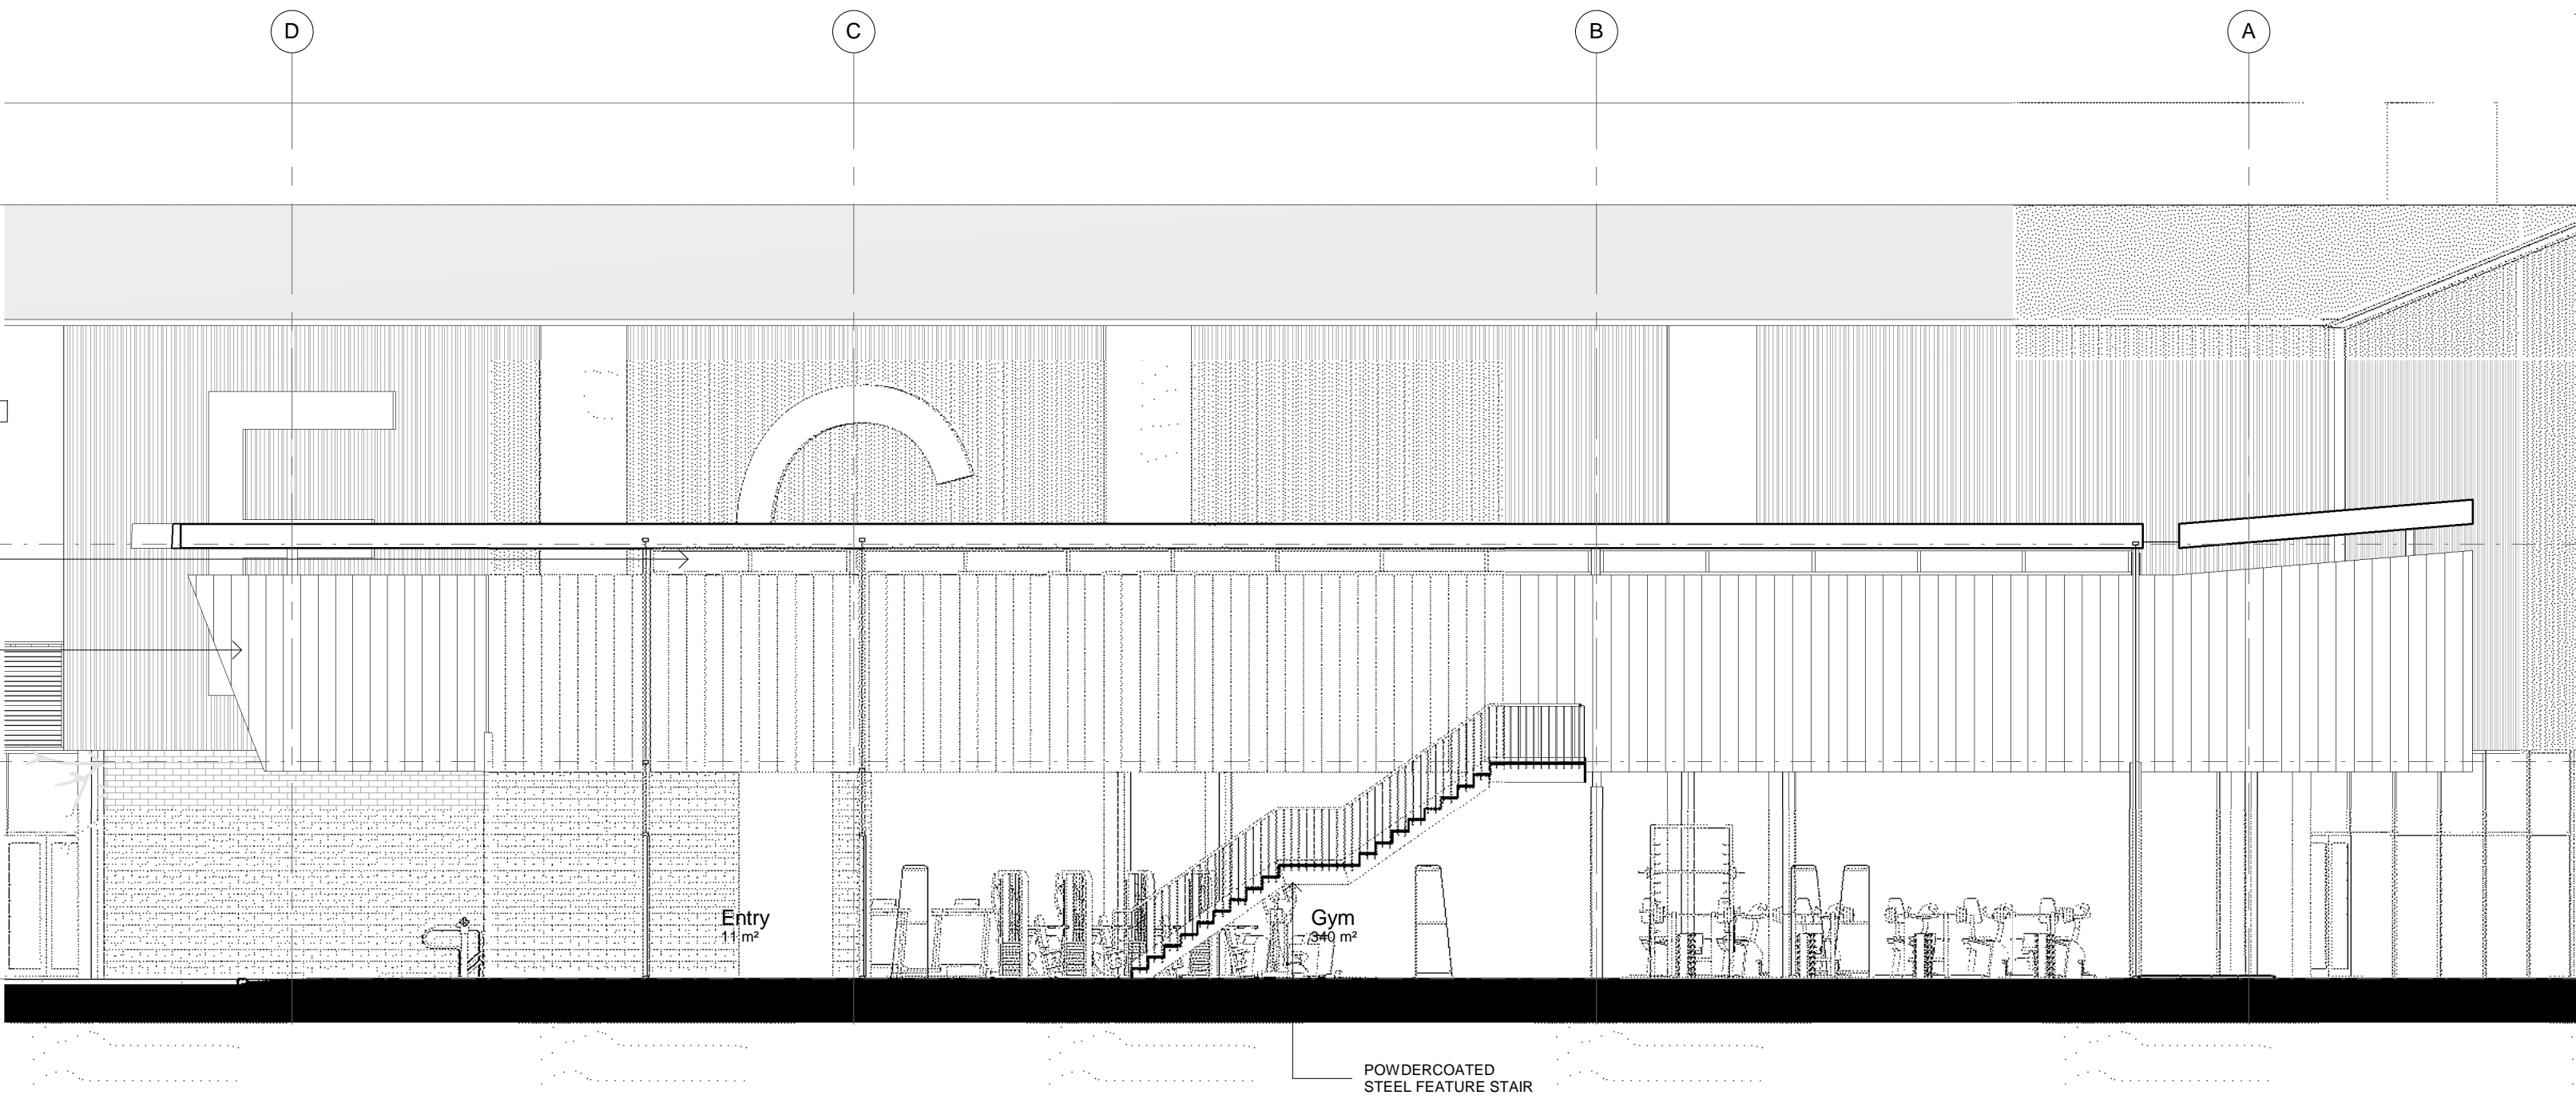 D
C
B
A
Entry
11 m²
Gym
340 m²
POWDERCOATED
STEEL FEATURE STAIR